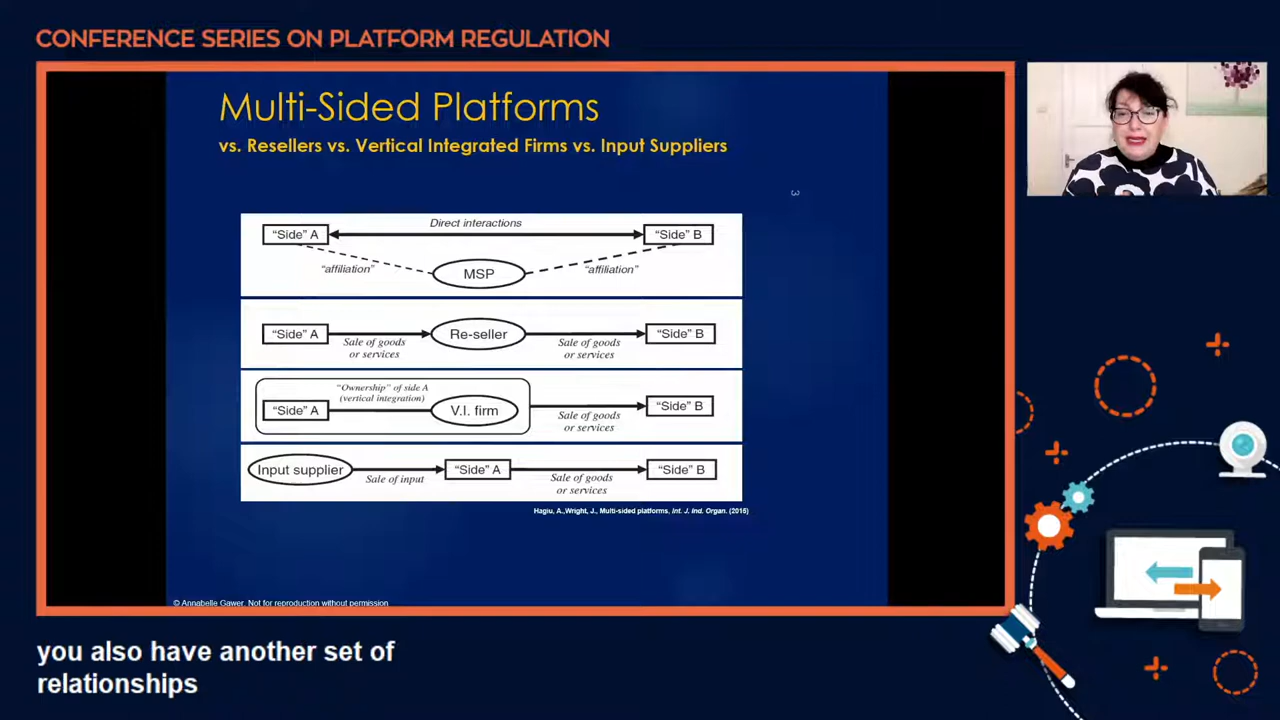 CONFERENCE SERIES ON PLATFORM REGULATION
Multi-Sided Platforms
vs. Resellers vs. Vertical Integrated Firms vs. Input Suppliers
3
Direct interactions
“Side” A
“Side” B
“affiliation”
MSP
“affiliation”
“Side” A
Sale of goods
or services
Re-seller
Sale of goods
or services
“Side” B
“Ownership” of side A
(vertical integration)
“Side” A
V.I. firm
Sale of goods
or services
“Side” B
Input supplier
Sale of input
“Side” A
Sale of goods
or services
“Side” B
Hagiu, A.,Wright, J., Multi-sided platforms, Int. J. Ind. Organ. (2015)
© Annabelle Gawer. Not for reproduction without permission
you also have another set of
relationships